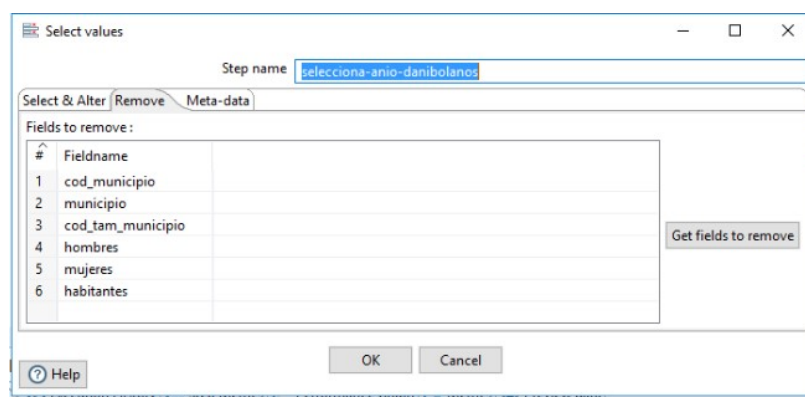 Select values
Step name selecciona-anio-danibolanos
Select & Alter Remove Meta-data
Fields to remove :
# Fieldname
1 cod_municipio
2 municipio
3 cod_tam_municipio
4 hombres
5 mujeres
6 habitantes
Get fields to remove
OK Cancel
? Help